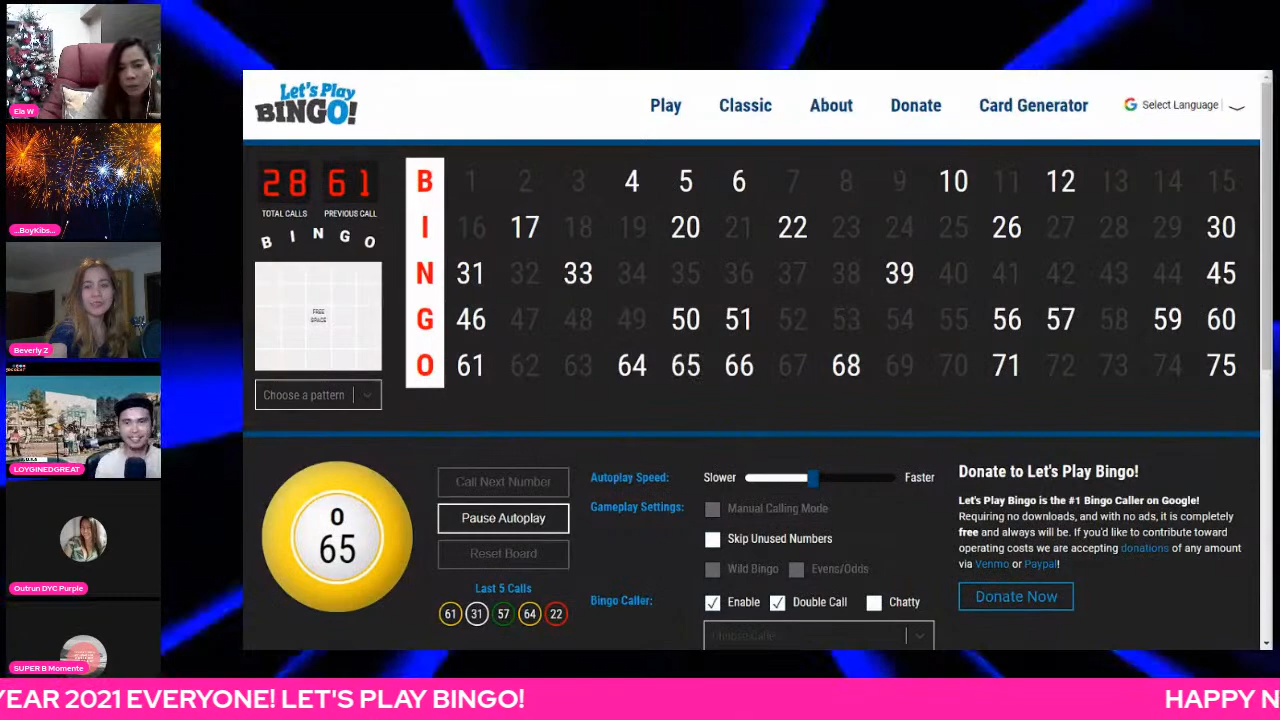 Ela W
...BoyKibs...
Beverly Z
LOYGINEDGREAT
Outrun DYC Purple
SUPER B Momente
Let's Play
BINGO!
Play Classic About Donate Card Generator
G Select Language
28 61
TOTAL CALLS PREVIOUS CALL
B I N G O
FREE
SPACE
Choose a pattern
B 1 2 3 4 5 6 7 8 9 10 11 12 13 14 15
I 16 17 18 19 20 21 22 23 24 25 26 27 28 29 30
N 31 32 33 34 35 36 37 38 39 40 41 42 43 44 45
G 46 47 48 49 50 51 52 53 54 55 56 57 58 59 60
O 61 62 63 64 65 66 67 68 69 70 71 72 73 74 75
O
65
Call Next Number
Pause Autoplay
Reset Board
Last 5 Calls
61 31 57 64 22
Autoplay Speed: Slower Faster
Gameplay Settings: Manual Calling Mode
Skip Unused Numbers
Wild Bingo Evens/Odds
Bingo Caller: Enable Double Call Chatty
Choose Caller
Donate to Let's Play Bingo!
Let's Play Bingo is the #1 Bingo Caller on Google!
Requiring no downloads, and with no ads, it is completely
free and always will be. If you'd like to contribute toward
operating costs we are accepting donations of any amount
via Venmo or Paypal!
Donate Now
YEAR 2021 EVERYONE! LET'S PLAY BINGO! HAPPY N